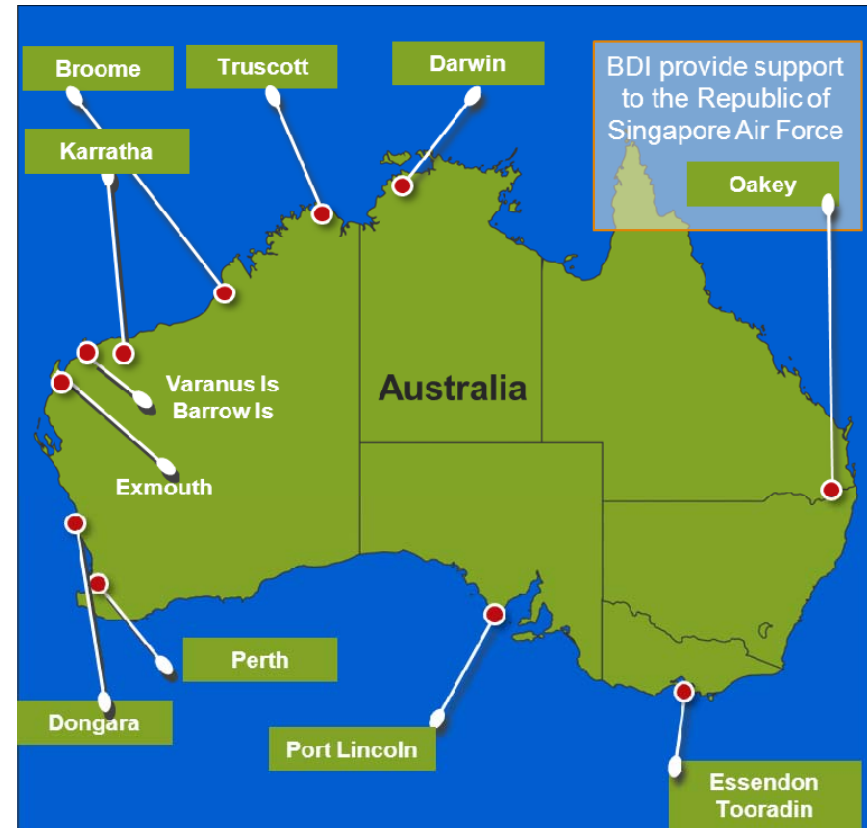 Broome
Truscott
Darwin
BDI provide support
to the Republic of
Singapore Air Force
Karratha
Oakey
Varanus Is
Barrow Is
Australia
Exmouth
Perth
Dongara
Port Lincoln
Essendon
Tooradin